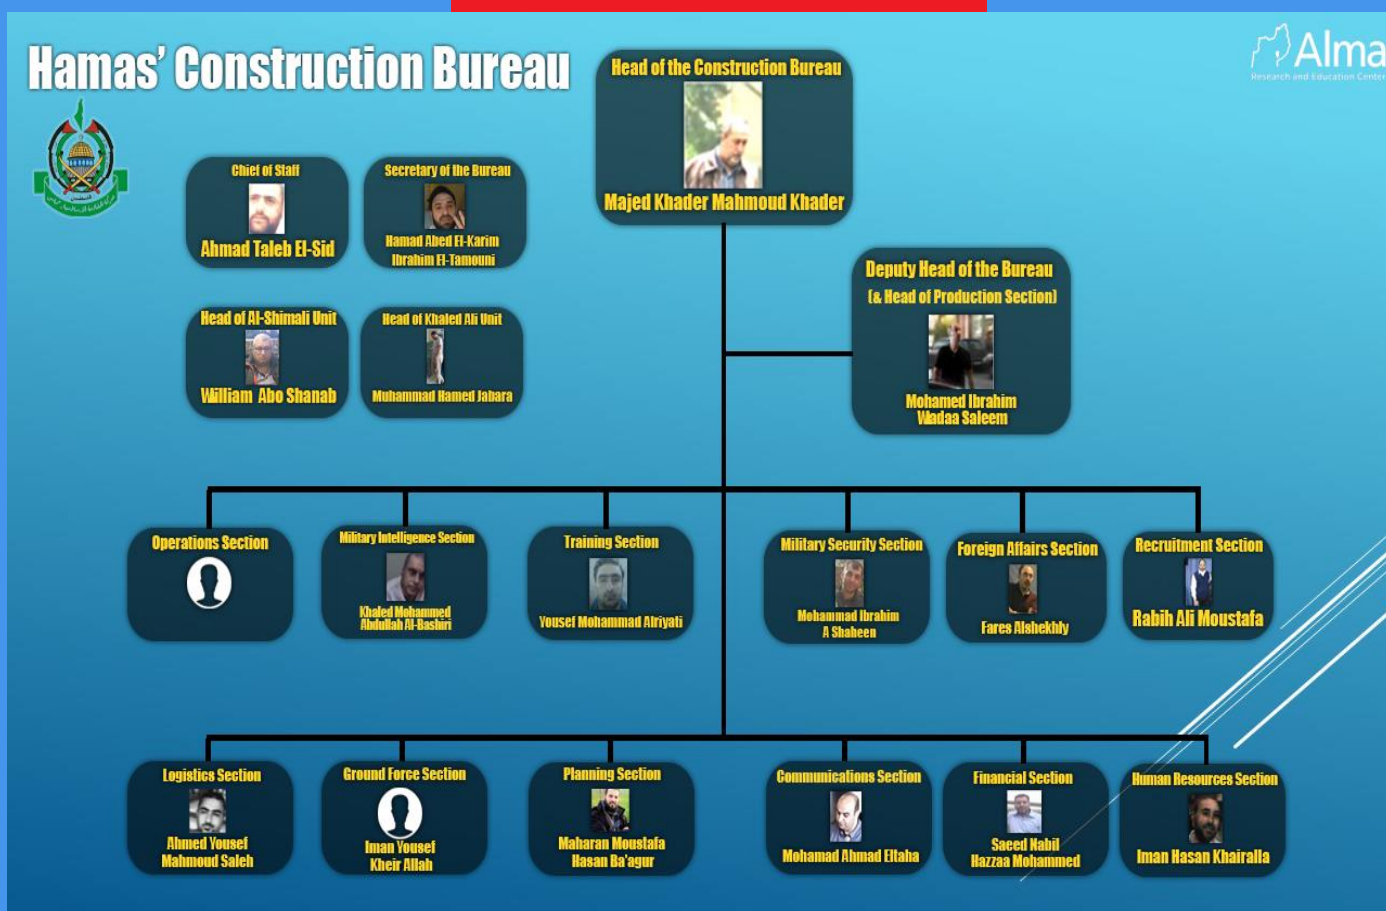 Hamas' Construction Bureau
Alma
Research and Education Center
Head of the Construction Bureau
Majed Khader Mahmoud Khader
Chief of Staff
Ahmad Taleb El-Sid
Secretary of the Bureau
Hamad Abed El-Karim
Ibrahim El-Tamouni
Deputy Head of the Bureau
(& Head of Production Section)
Mohamed Ibrahim
Wadaa Saleem
Head of Al-Shimali Unit
William Abo Shanab
Head of Khaled Ali Unit
Muhammad Hamed Jabara
Operations Section
Military Intelligence Section
Khaled Mohammed
Abdullah Al-Bashiri
Training Section
Yousef Mohammad Alriyati
Military Security Section
Mohammad Ibrahim
A Shaheen
Foreign Affairs Section
Fares Alshekhly
Recruitment Section
Rabih Ali Moustafa
Logistics Section
Ahmed Yousef
Mahmoud Saleh
Ground Force Section
Iman Yousef
Kheir Allah
Planning Section
Maharan Moustafa
Hasan Ba'agur
Communications Section
Mohamad Ahmad Eltaha
Financial Section
Saeed Nabil
Hazzaa Mohammed
Human Resources Section
Iman Hasan Khairalla